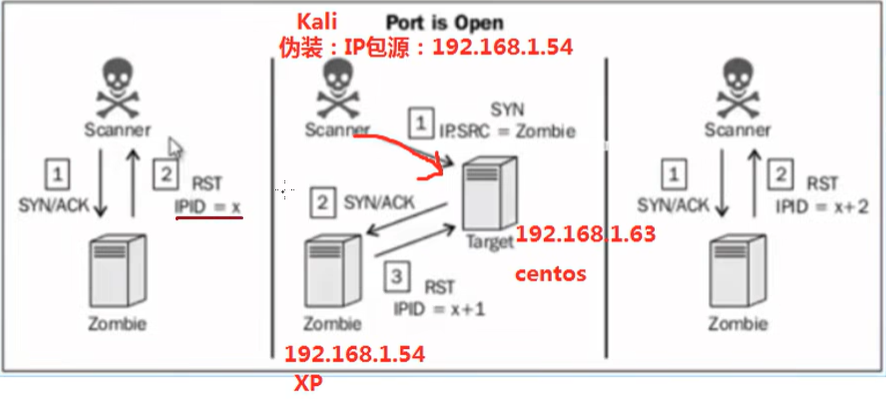 Kali
Port is Open
伪装：IP包源：192.168.1.54
Scanner
1
SYN/ACK
2
RST
IPID = x
Zombie
Scanner
1
SYN
IP.SRC = Zombie
2
SYN/ACK
Target
192.168.1.63
centos
3
RST
IPID = x+1
Zombie
192.168.1.54
XP
Scanner
1
SYN/ACK
2
RST
IPID = x+2
Zombie